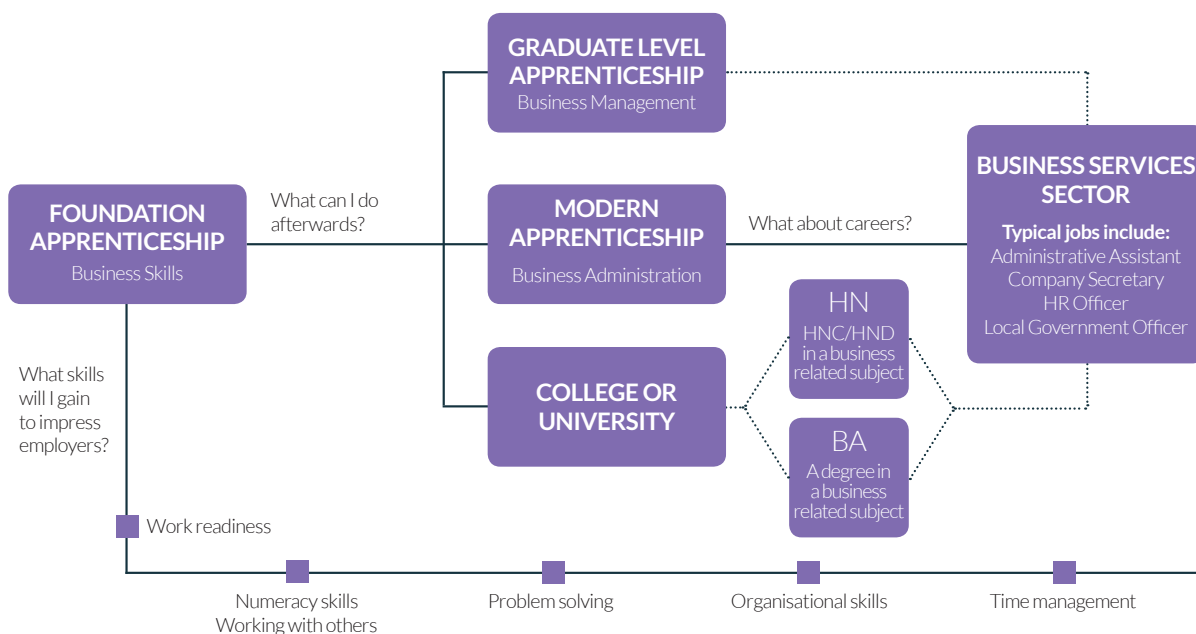 GRADUATE LEVEL
APPRENTICESHIP
Business Management
FOUNDATION
APPRENTICESHIP
Business Skills
What can I do
afterwards?
MODERN
APPRENTICESHIP
Business Administration
What about careers?
BUSINESS SERVICES
SECTOR
Typical jobs include:
Administrative Assistant
Company Secretary
HR Officer
Local Government Officer
COLLEGE OR
UNIVERSITY
HN
HNC/HND
in a business
related subject
BA
A degree in
a business
related subject
What skills
will I gain
to impress
employers?
Work readiness
Numeracy skills
Working with others
Problem solving
Organisational skills
Time management